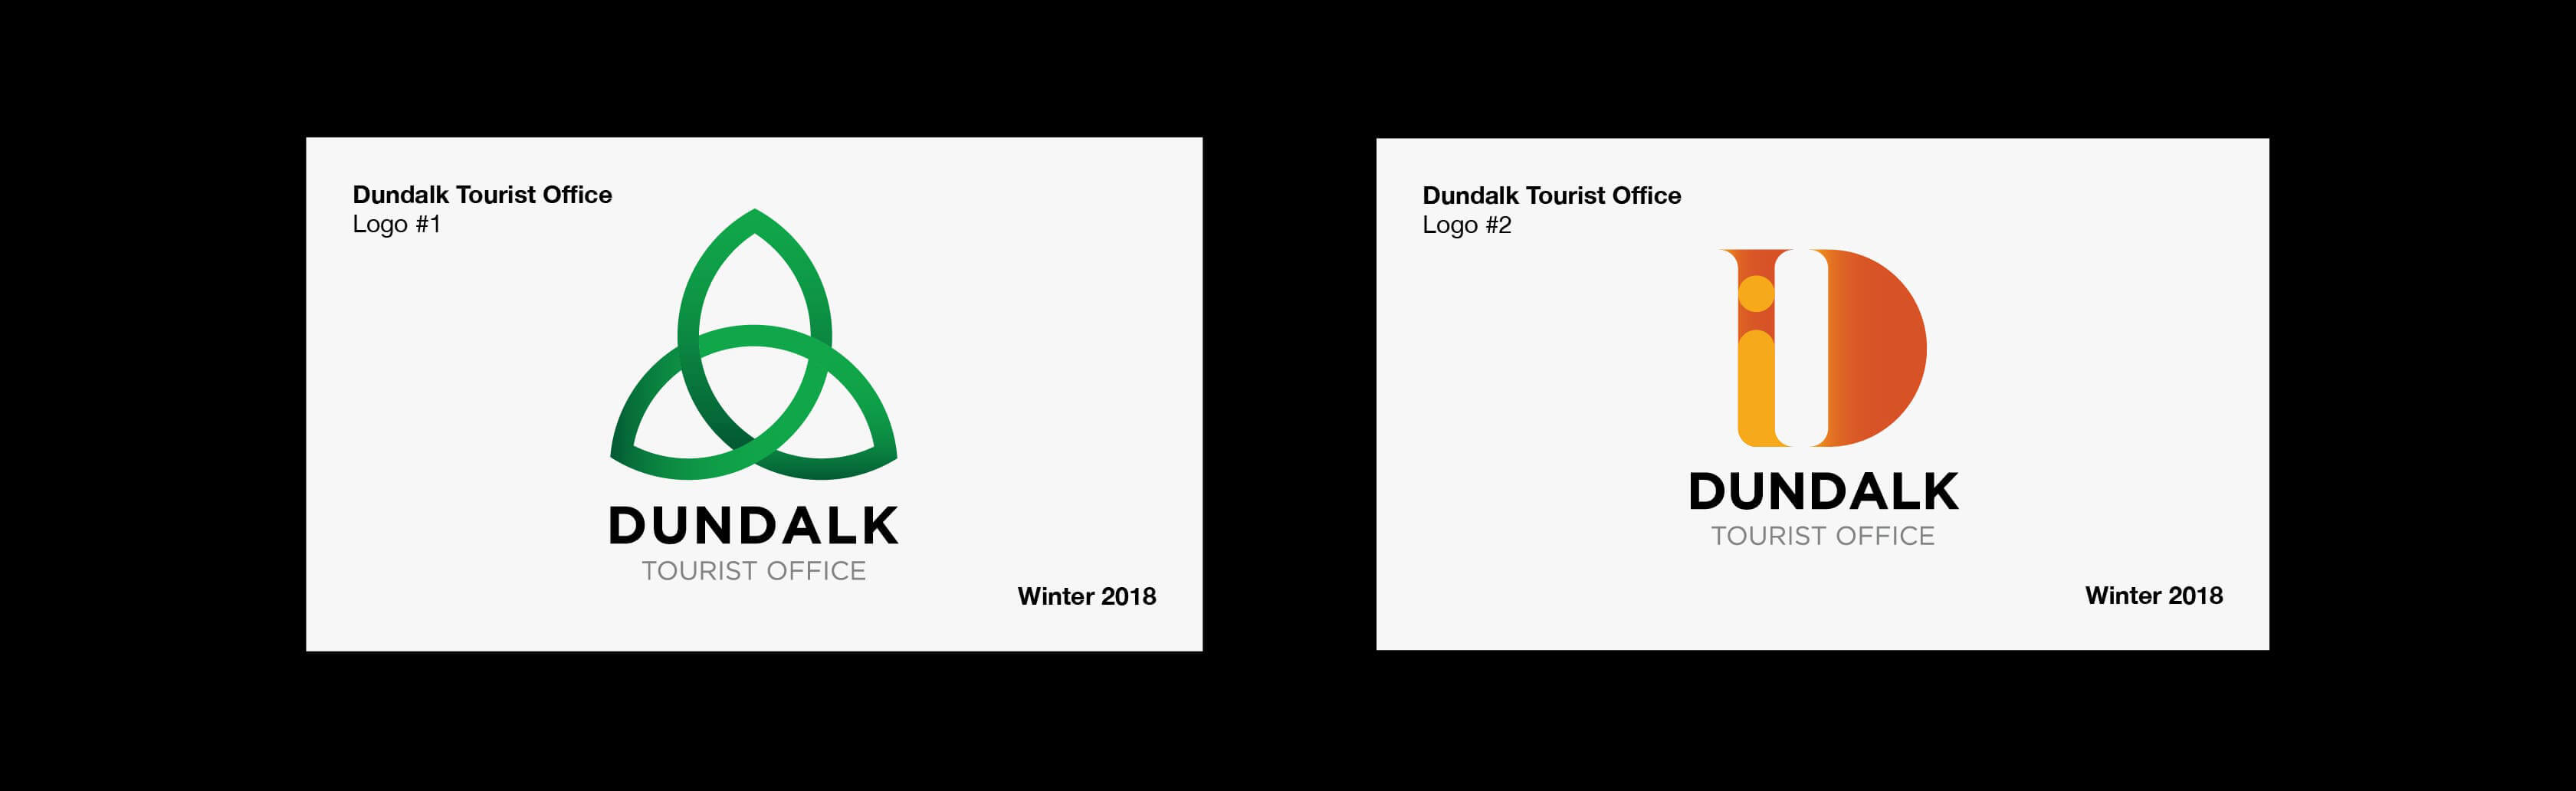 Dundalk Tourist Office
Logo #1
DUNDALK
TOURIST OFFICE
Winter 2018
Dundalk Tourist Office
Logo #2
iD
DUNDALK
TOURIST OFFICE
Winter 2018